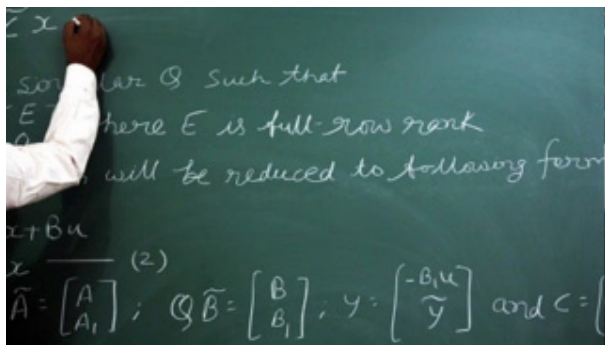 x
Q such that
E here E is full-row rank
will be reduced to following form
x+Bu
x (2)
Ã = [A A₁] ; Q B̃ = [B B₁] ; y = [-B₁u ỹ] and C = [